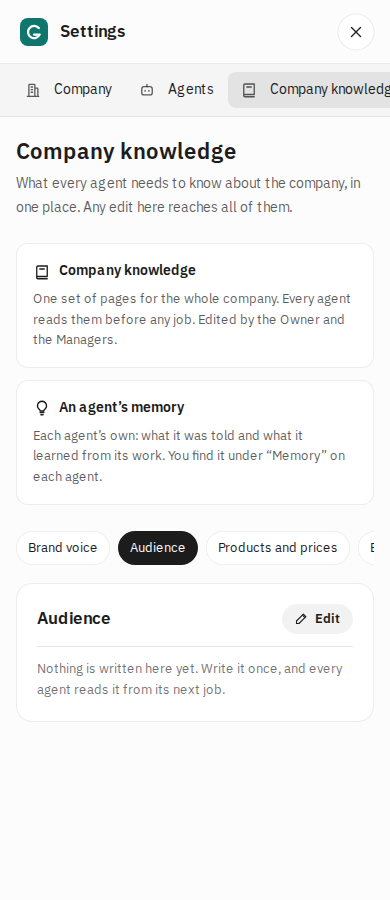 Settings
Company
Agents
Company knowledg
Company knowledge
What every agent needs to know about the company, in
one place. Any edit here reaches all of them.
Company knowledge
One set of pages for the whole company. Every agent
reads them before any job. Edited by the Owner and
the Managers.
An agent’s memory
Each agent’s own: what it was told and what it
learned from its work. You find it under “Memory” on
each agent.
Brand voice
Audience
Products and prices
Audience
Edit
Nothing is written here yet. Write it once, and every
agent reads it from its next job.